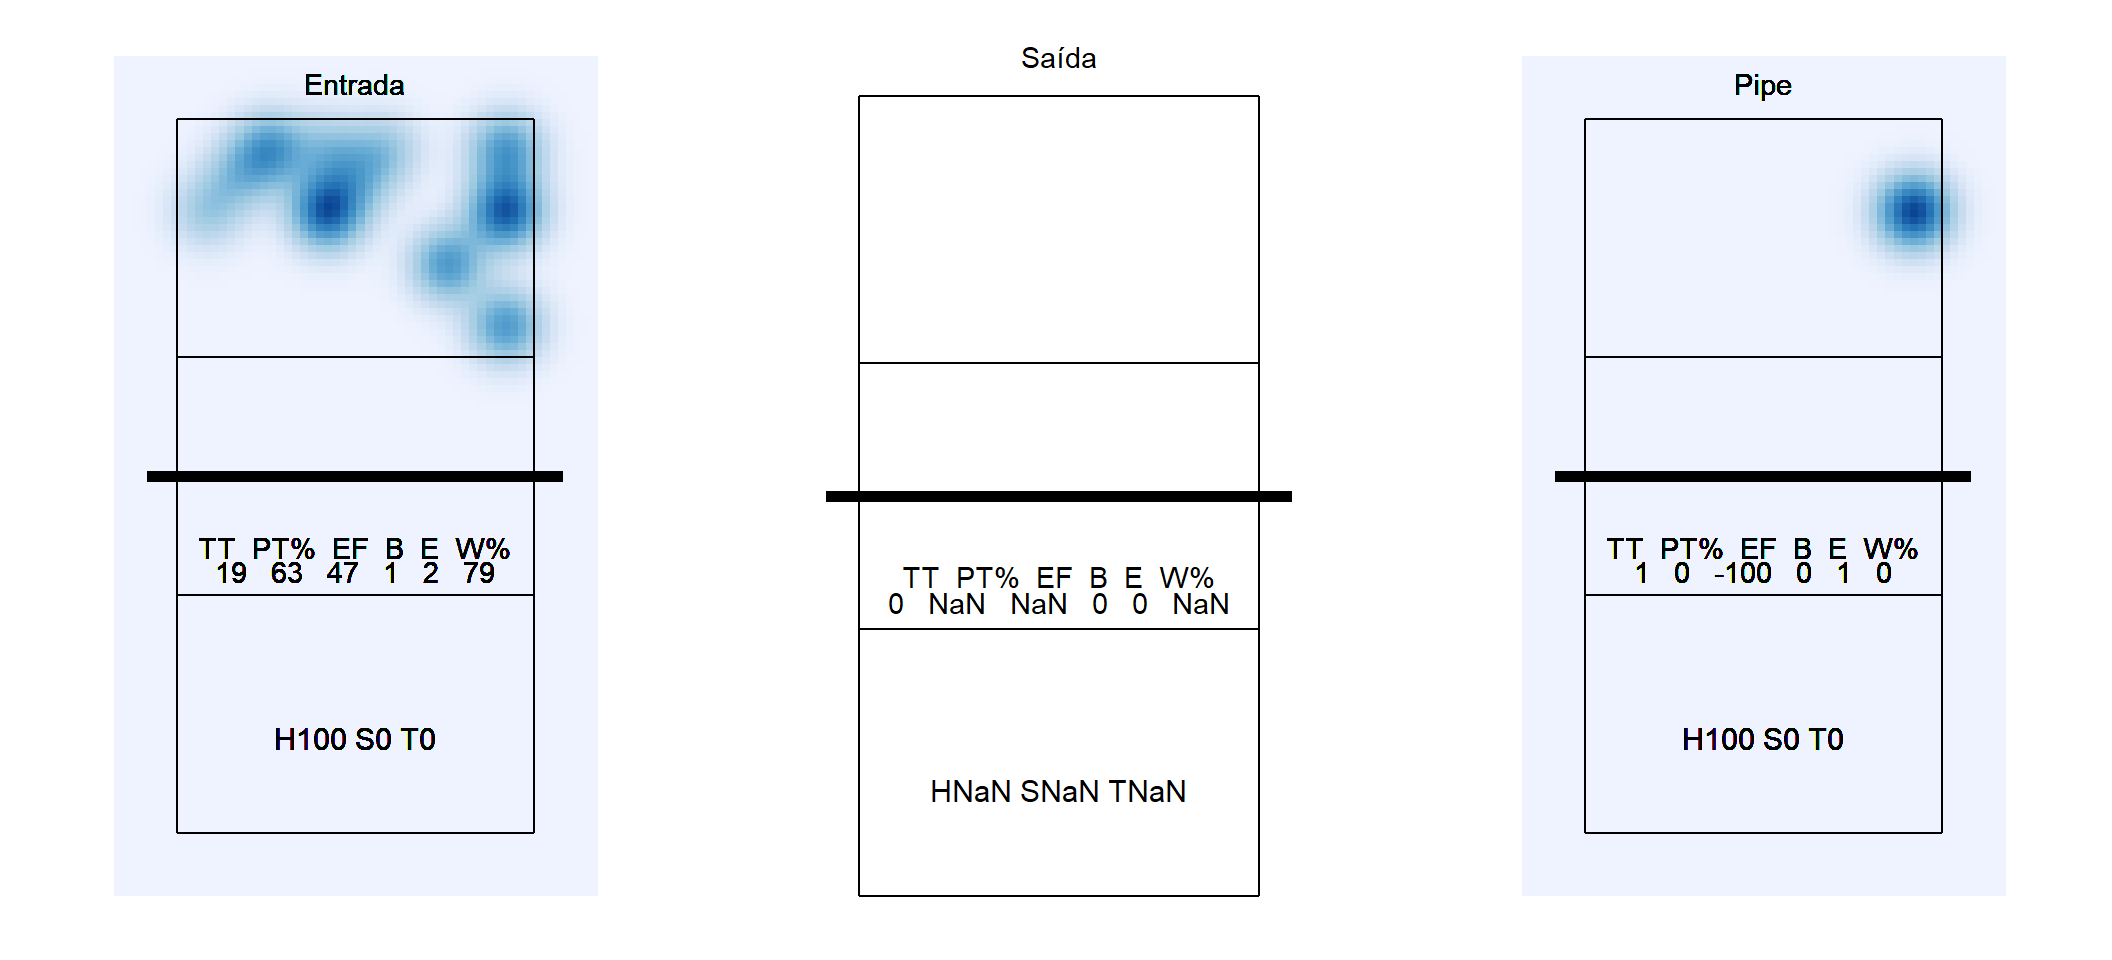 Entrada
TT PT% EF B E W%
19 63 47 1 2 79
H100 S0 T0
Saída
TT PT% EF B E W%
0 NaN NaN 0 0 NaN
HNaN SNaN TNaN
Pipe
TT PT% EF B E W%
1 0 -100 0 1 0
H100 S0 T0